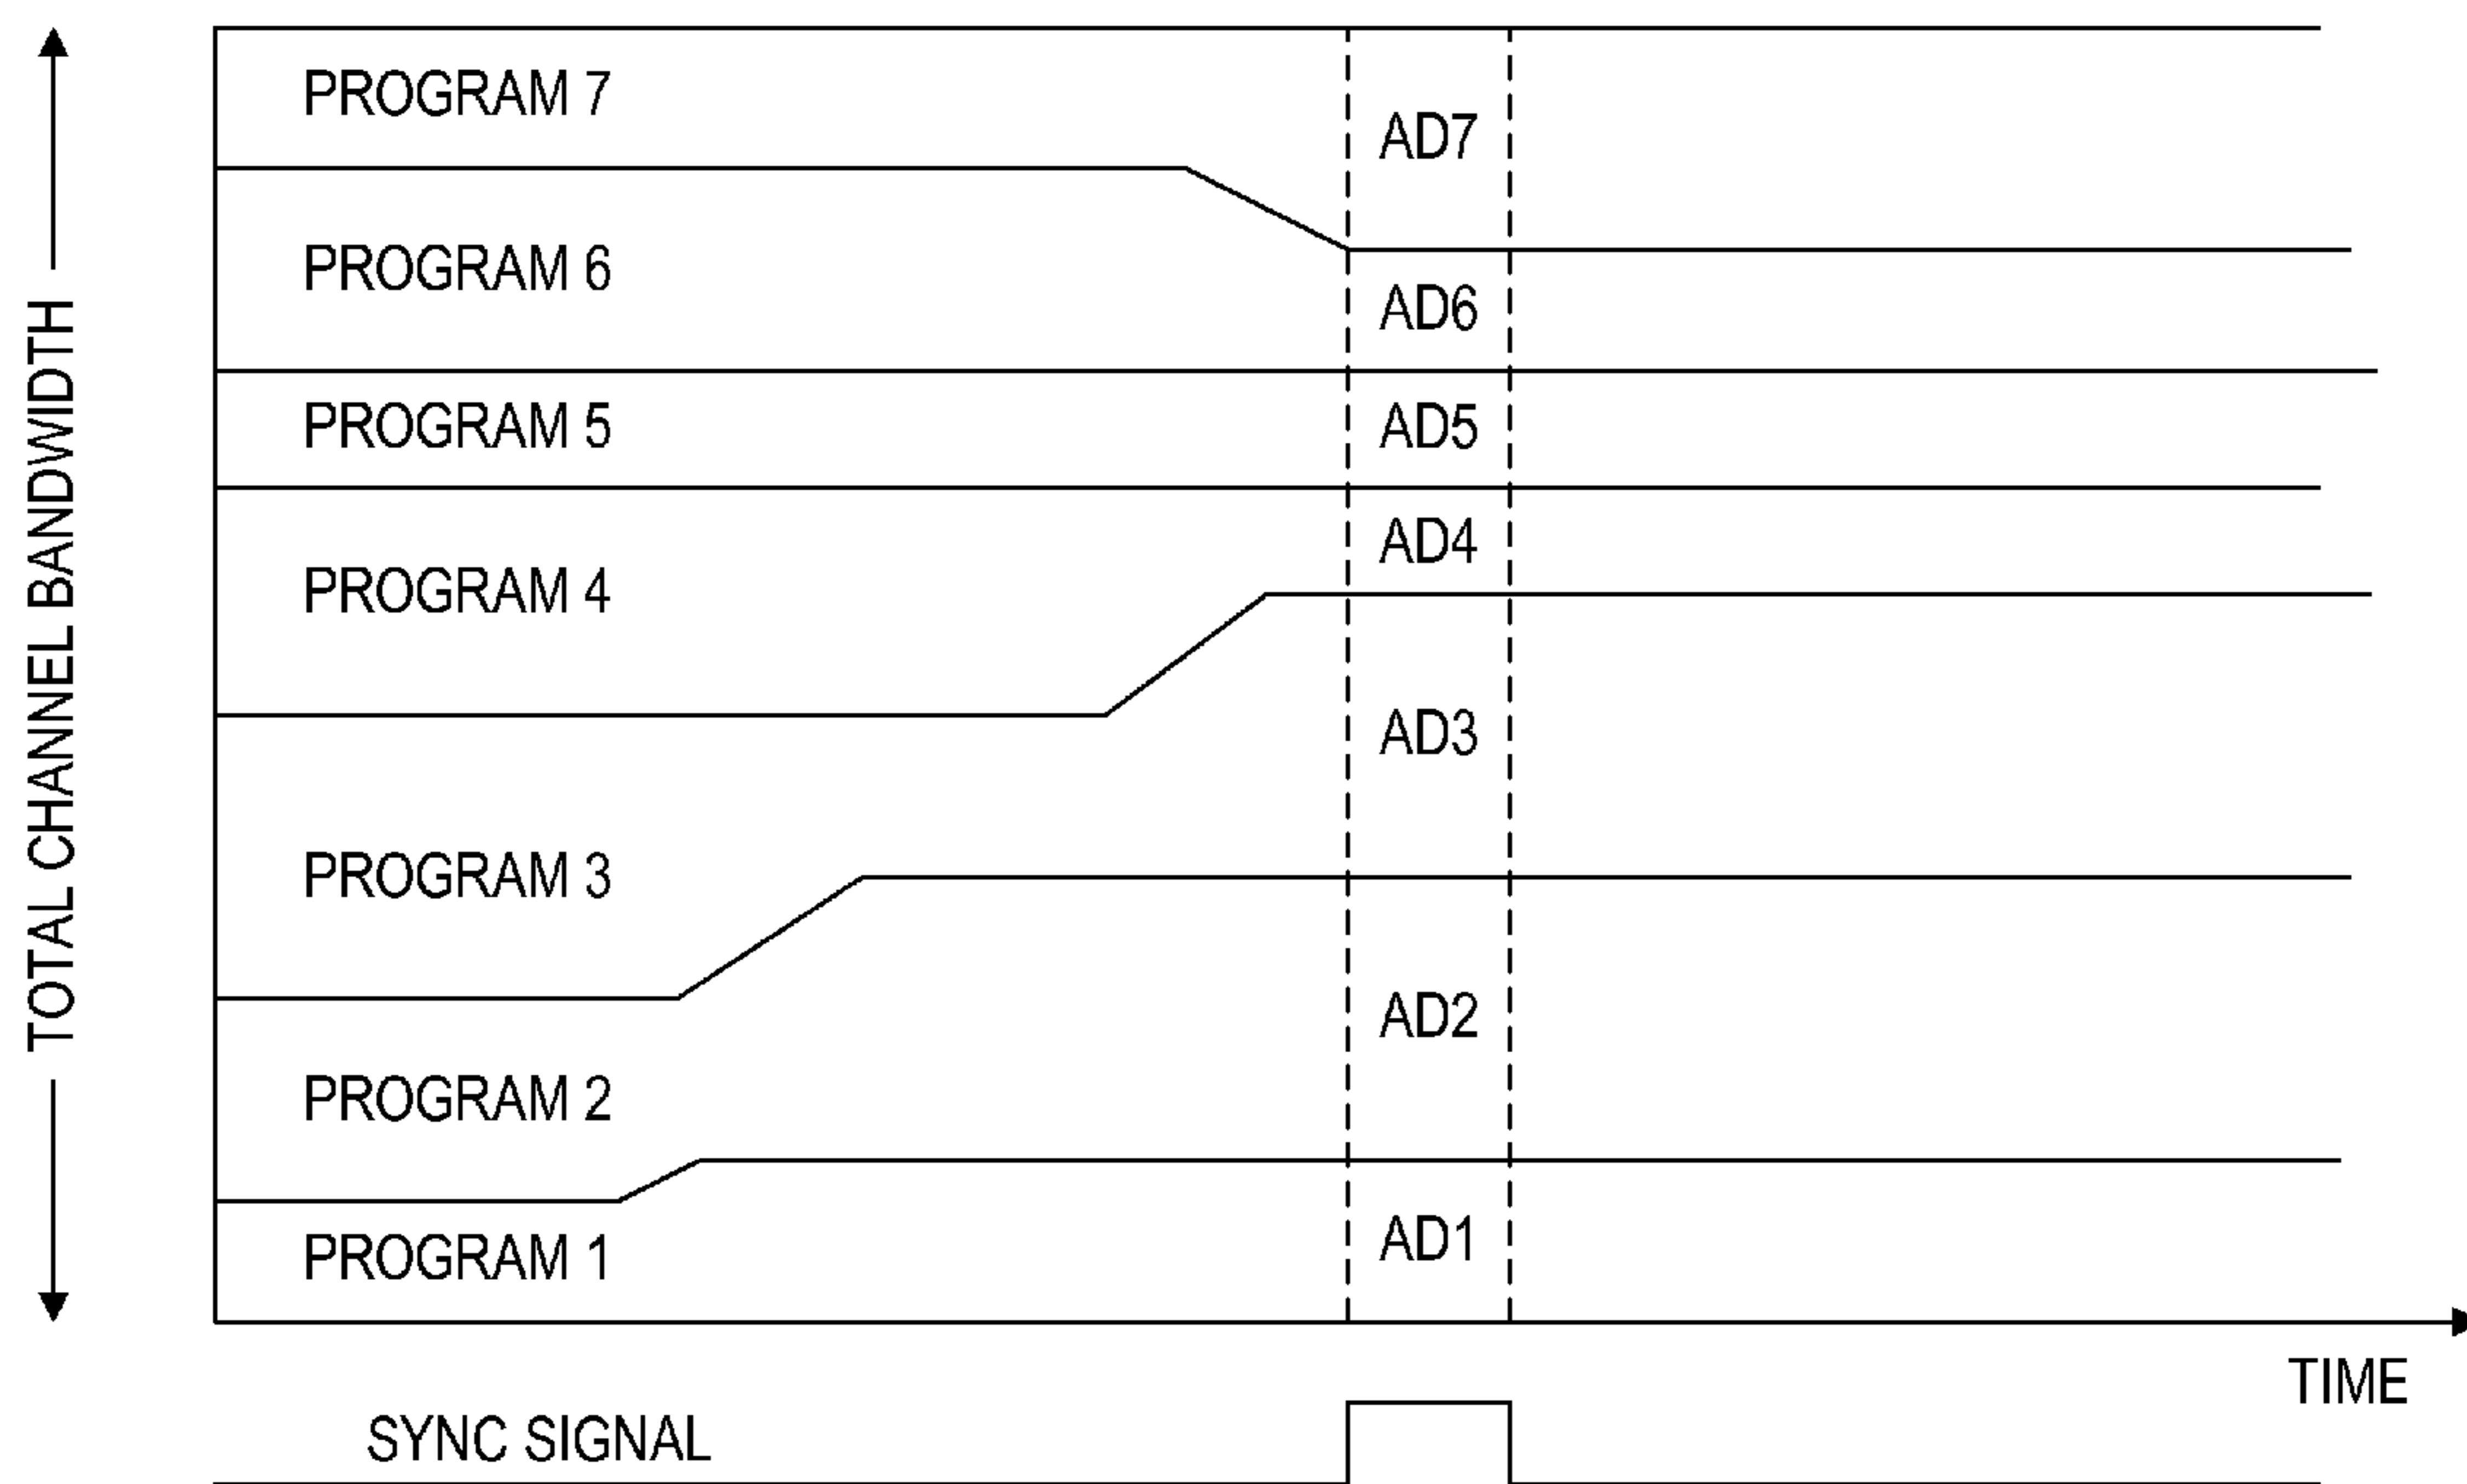 TOTAL CHANNEL BANDWIDTH
PROGRAM 7
AD7
PROGRAM 6
AD6
PROGRAM 5
AD5
PROGRAM 4
AD4
PROGRAM 3
AD3
PROGRAM 2
AD2
PROGRAM 1
AD1
TIME
SYNC SIGNAL